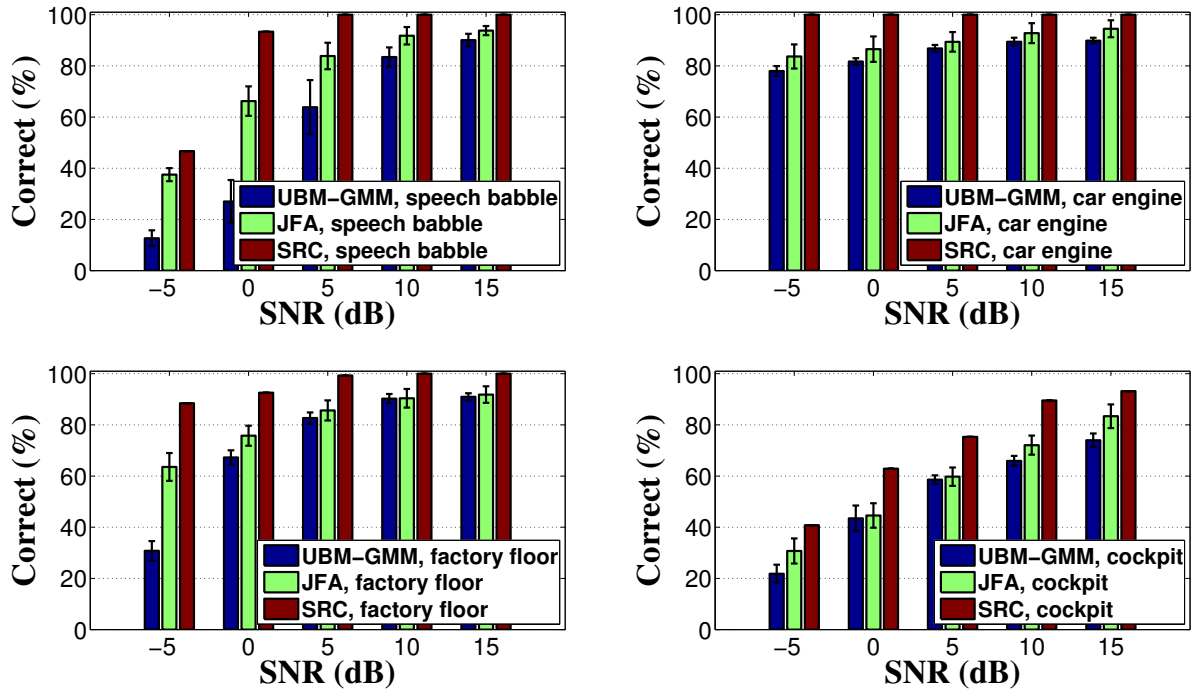 100
80
60
40
20
0
Correct (%)
UBM−GMM, speech babble
JFA, speech babble
SRC, speech babble
−5 0 5 10 15
SNR (dB)
100
80
60
40
20
0
Correct (%)
UBM−GMM, car engine
JFA, car engine
SRC, car engine
−5 0 5 10 15
SNR (dB)
100
80
60
40
20
0
Correct (%)
UBM−GMM, factory floor
JFA, factory floor
SRC, factory floor
−5 0 5 10 15
SNR (dB)
100
80
60
40
20
0
Correct (%)
UBM−GMM, cockpit
JFA, cockpit
SRC, cockpit
−5 0 5 10 15
SNR (dB)